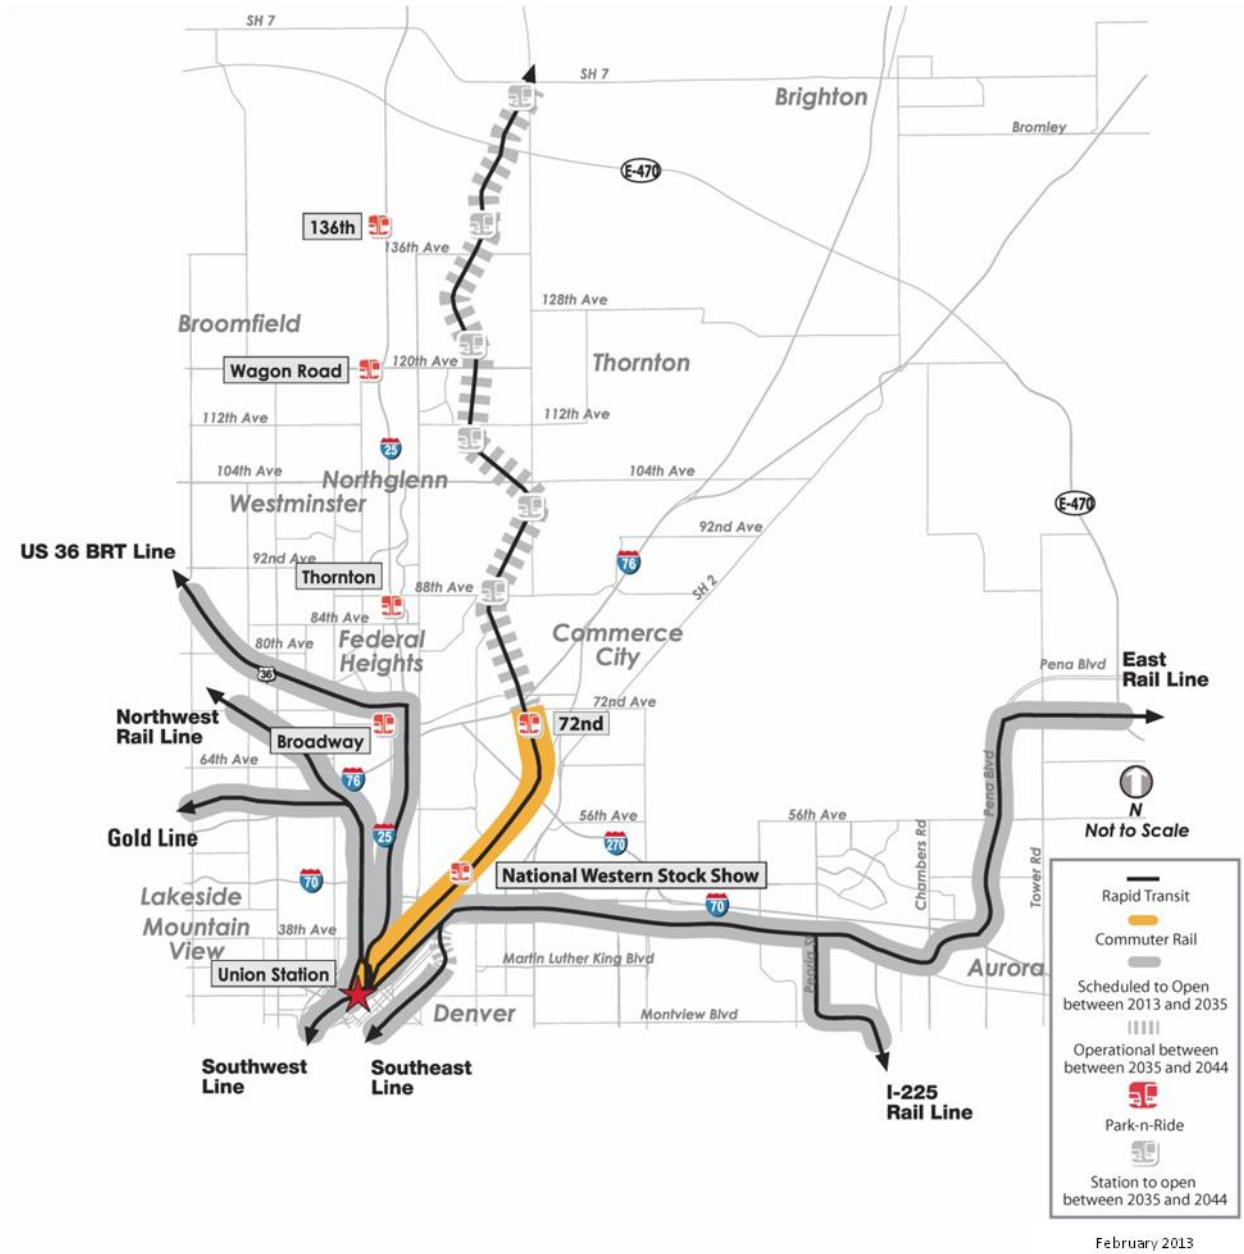 SH 7
SH 7
Brighton
Bromley
E-470
136th
136th Ave
128th Ave
Broomfield
Thornton
Wagon Road
120th Ave
112th Ave
112th Ave
25
104th Ave
Northglenn
104th Ave
Westminster
E-470
92nd Ave
US 36 BRT Line
92nd Ave
76
Thornton
88th Ave
SH 2
84th Ave
80th Ave
Federal
Heights
Commerce
City
36
Pena Blvd
East
Rail Line
Northwest
Rail Line
72nd Ave
72nd
Broadway
64th Ave
76
Pena Blvd
N
Not to Scale
56th Ave
56th Ave
Gold Line
25
270
Chambers Rd
Tower Rd
70
National Western Stock Show
Lakeside
70
Mountain
View
38th Ave
Union Station
Martin Luther King Blvd
Peoria St
Aurora
Denver
Montview Blvd
Southwest
Line
Southeast
Line
I-225
Rail Line
Rapid Transit
Commuter Rail
Scheduled to Open
between 2013 and 2035
Operational between
between 2035 and 2044
Park-n-Ride
Station to open
between 2035 and 2044
February 2013